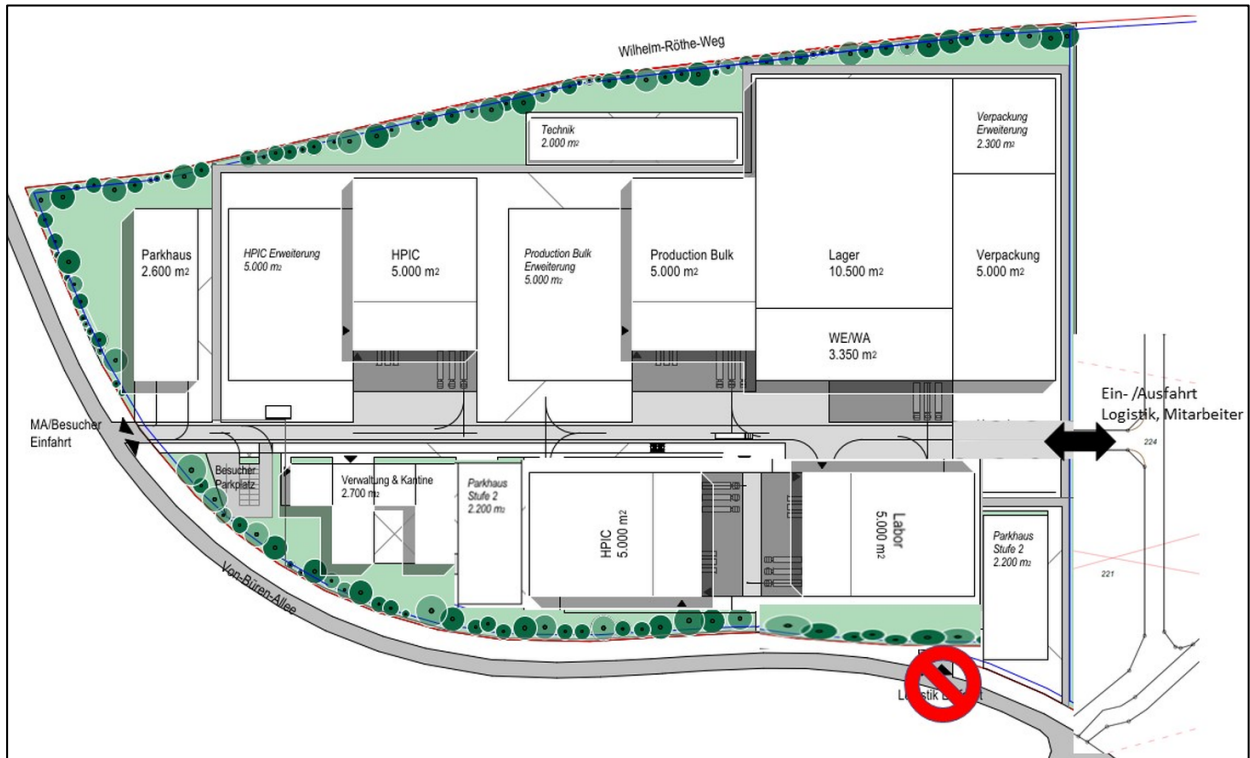 Wilhelm-Röthe-Weg
Technik
2.000 m²
Verpackung
Erweiterung
2.300 m²
Parkhaus
2.600 m²
HPIC Erweiterung
5.000 m²
HPIC
5.000 m²
Production Bulk
Erweiterung
5.000 m²
Production Bulk
5.000 m²
Lager
10.500 m²
Verpackung
5.000 m²
WE/WA
3.350 m²
Ein- /Ausfahrt
Logistik, Mitarbeiter
224
MA/Besucher
Einfahrt
Besucher
Parkplatz
Verwaltung & Kantine
2.700 m²
Parkhaus
Stufe 2
2.200 m²
HPIC
5.000 m²
Labor
5.000 m²
Parkhaus
Stufe 2
2.200 m²
221
Von-Büren-Allee